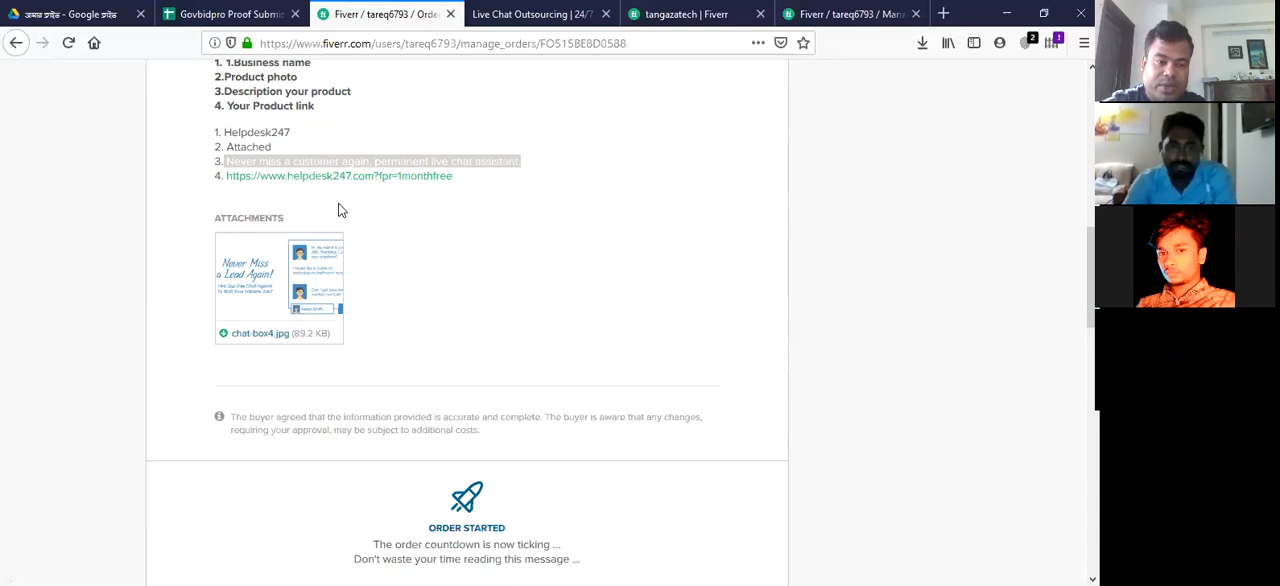 আমার ড্রাইভ - Google ড্রাইভ
Govbidpro Proof Submis
Fiverr / tareq6793 / Orde
Live Chat Outsourcing | 24/7
tangazatech | Fiverr
Fiverr / tareq6793 / Mana
https://www.fiverr.com/users/tareq6793/manage_orders/FO515BE8D0588
2
!
1. 1.Business name
2.Product photo
3.Description your product
4. Your Product link
1. Helpdesk247
2. Attached
3. Never miss a customer again, permanent live chat assistant.
4. https://www.helpdesk247.com?fpr=1monthfree
ATTACHMENTS
Never Miss
a Lead Again!
chat-box4.jpg (89.2 KB)
The buyer agreed that the information provided is accurate and complete. The buyer is aware that any changes,
requiring your approval, may be subject to additional costs.
ORDER STARTED
The order countdown is now ticking ...
Don't waste your time reading this message ...